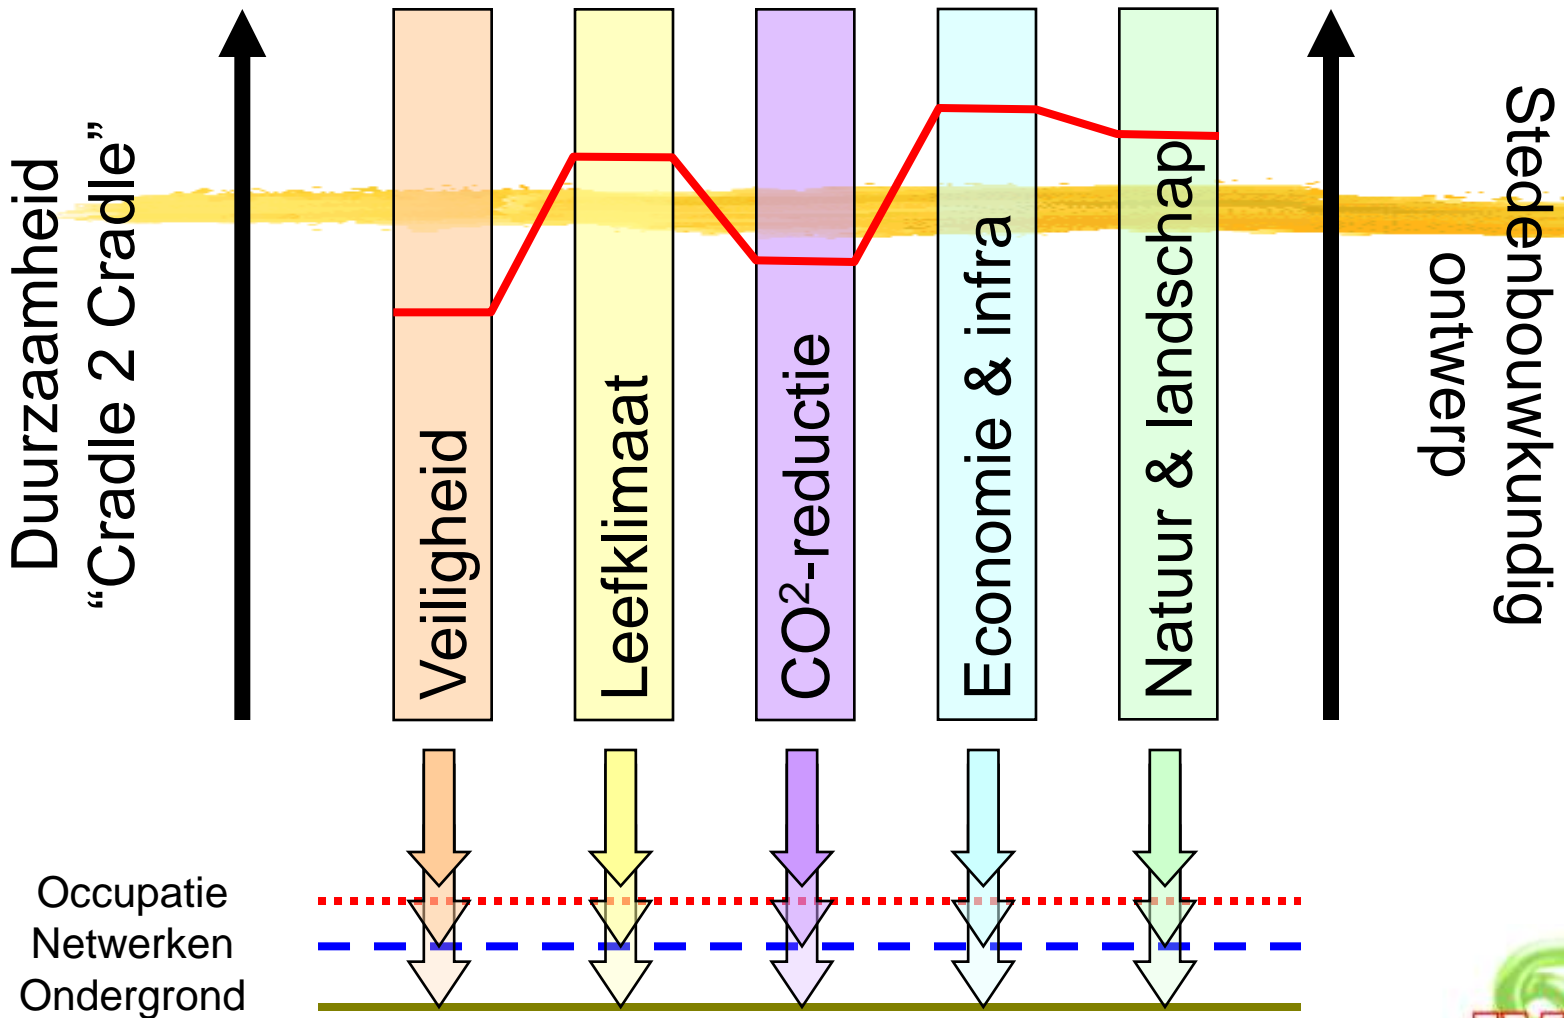 Duurzaamheid
“Cradle 2 Cradle”
Veiligheid
Leefklimaat
CO²-reductie
Economie & infra
Natuur & landschap
Stedenbouwkundig
ontwerp
Occupatie
Netwerken
Ondergrond